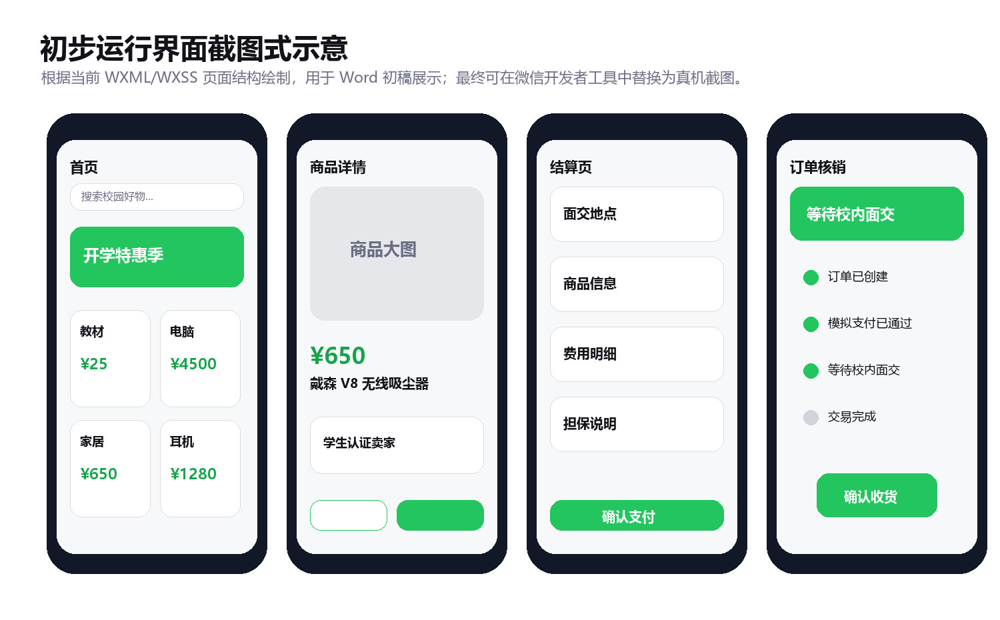 初步运行界面截图式示意
根据当前 WXML/WXSS 页面结构绘制，用于 Word 初稿展示；最终可在微信开发者工具中替换为真机截图。
首页
搜索校园好物...
开学特惠季
教材
¥25
电脑
¥4500
家居
¥650
耳机
¥1280
商品详情
商品大图
¥650
戴森 V8 无线吸尘器
学生认证卖家
结算页
面交地点
商品信息
费用明细
担保说明
确认支付
订单核销
等待校内面交
订单已创建
模拟支付已通过
等待校内面交
交易完成
确认收货